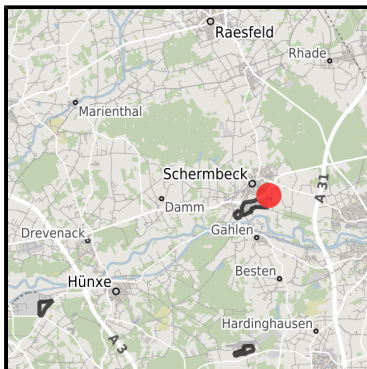 Raesfeld
Rhade
Marienthal
Schermbeck
A 31
Damm
Gahlen
Drevenack
Besten
Hünxe
Hardinghausen
A 3